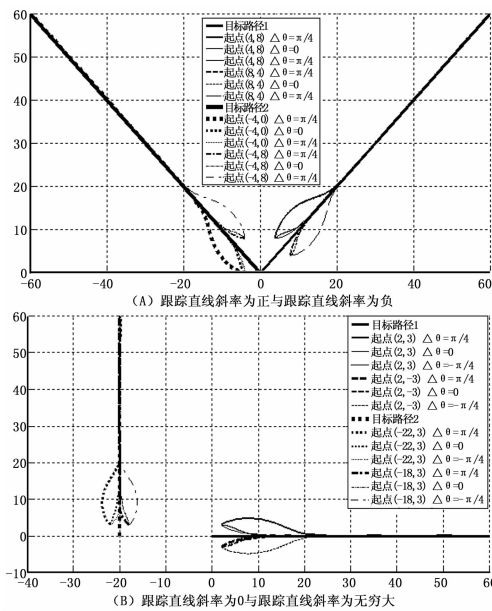 60
50
40
30
20
10
0
-60
-40
-20
0
20
40
60
目标路径1
起点(4,8) △θ=π/4
起点(4,8) △θ=0
起点(4,8) △θ=π/4
起点(8,4) △θ=π/4
起点(8,4) △θ=0
起点(8,4) △θ=π/4
目标路径2
起点(-4,0) △θ=π/4
起点(-4,0) △θ=0
起点(-4,0) △θ=π/4
起点(-4,8) △θ=π/4
起点(-4,8) △θ=0
起点(-4,8) △θ=π/4
(A) 跟踪直线斜率为正与跟踪直线斜率为负
60
50
40
30
20
10
0
-10
-40
-30
-20
-10
0
10
20
30
40
50
60
目标路径1
起点(2,3) △θ=π/4
起点(2,3) △θ=0
起点(2,3) △θ=-π/4
起点(2,-3) △θ=π/4
起点(2,-3) △θ=0
起点(2,-3) △θ=-π/4
目标路径2
起点(-22,3) △θ=π/4
起点(-22,3) △θ=0
起点(-22,3) △θ=-π/4
起点(-18,3) △θ=π/4
起点(-18,3) △θ=0
起点(-18,3) △θ=-π/4
(B) 跟踪直线斜率为0与跟踪直线斜率为无穷大